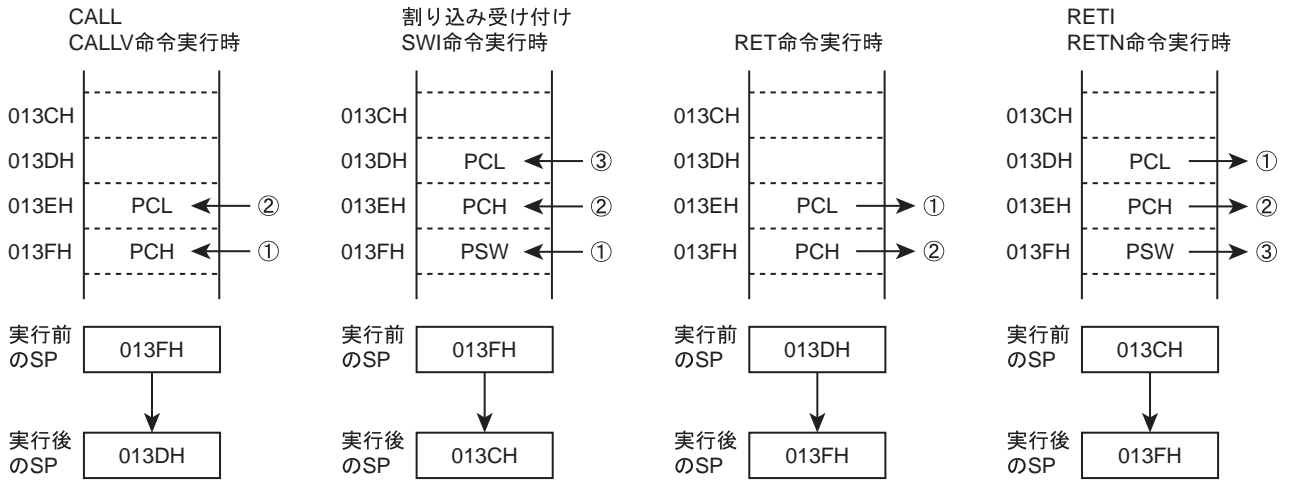 CALL
CALLV命令実行時
013CH
013DH
013EH PCL ②
013FH PCH ①
実行前
のSP
013FH
実行後
のSP
013DH
割り込み受け付け
SWI命令実行時
013CH
013DH PCL ③
013EH PCH ②
013FH PSW ①
実行前
のSP
013FH
実行後
のSP
013CH
RET命令実行時
013CH
013DH
013EH PCL ①
013FH PCH ②
実行前
のSP
013DH
実行後
のSP
013FH
RETI
RETN命令実行時
013CH
013DH PCL ①
013EH PCH ②
013FH PSW ③
実行前
のSP
013CH
実行後
のSP
013FH